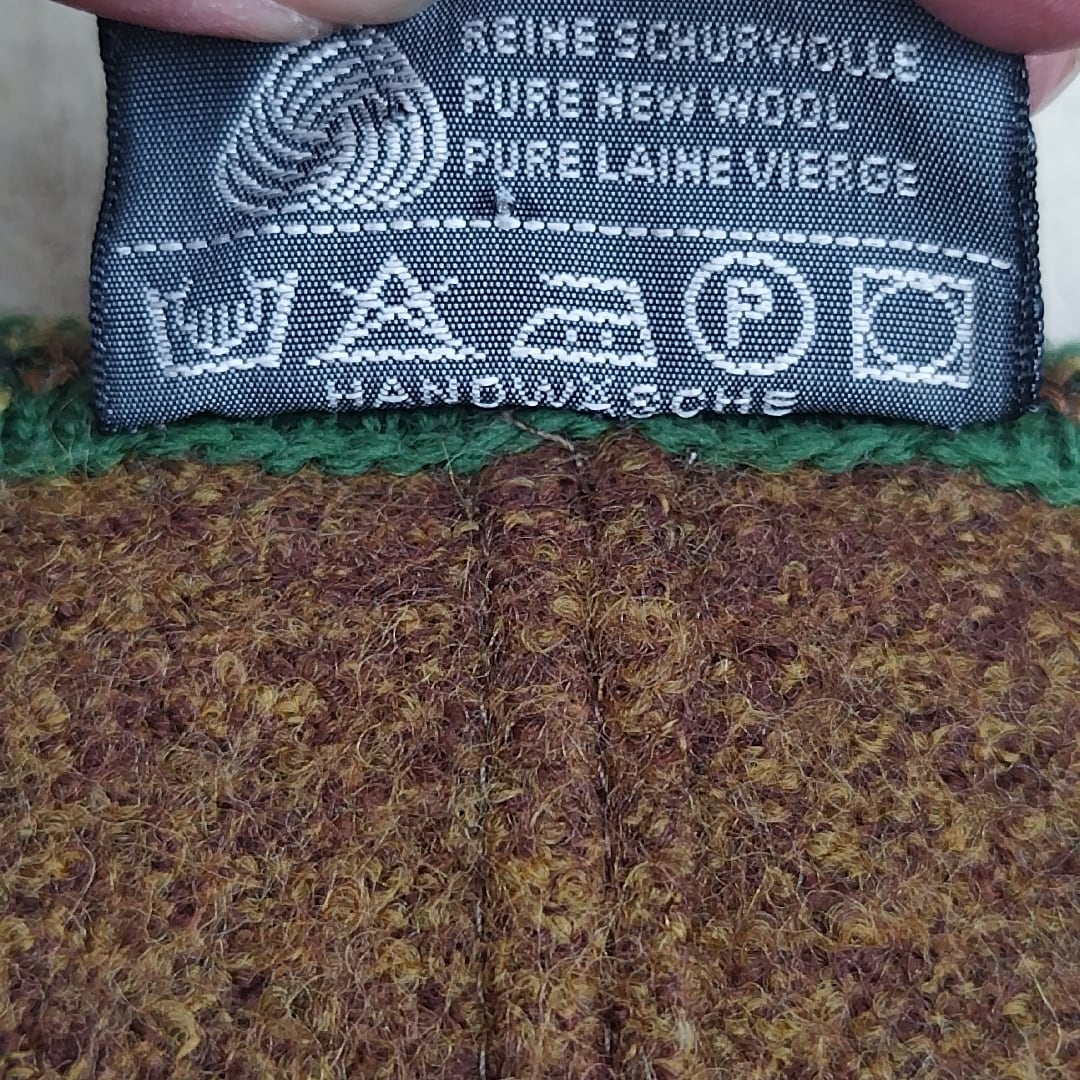 REINE SCHURWOLLE
PURE NEW WOOL
PURE LAINE VIERGE
P
HANDWÄSCHE